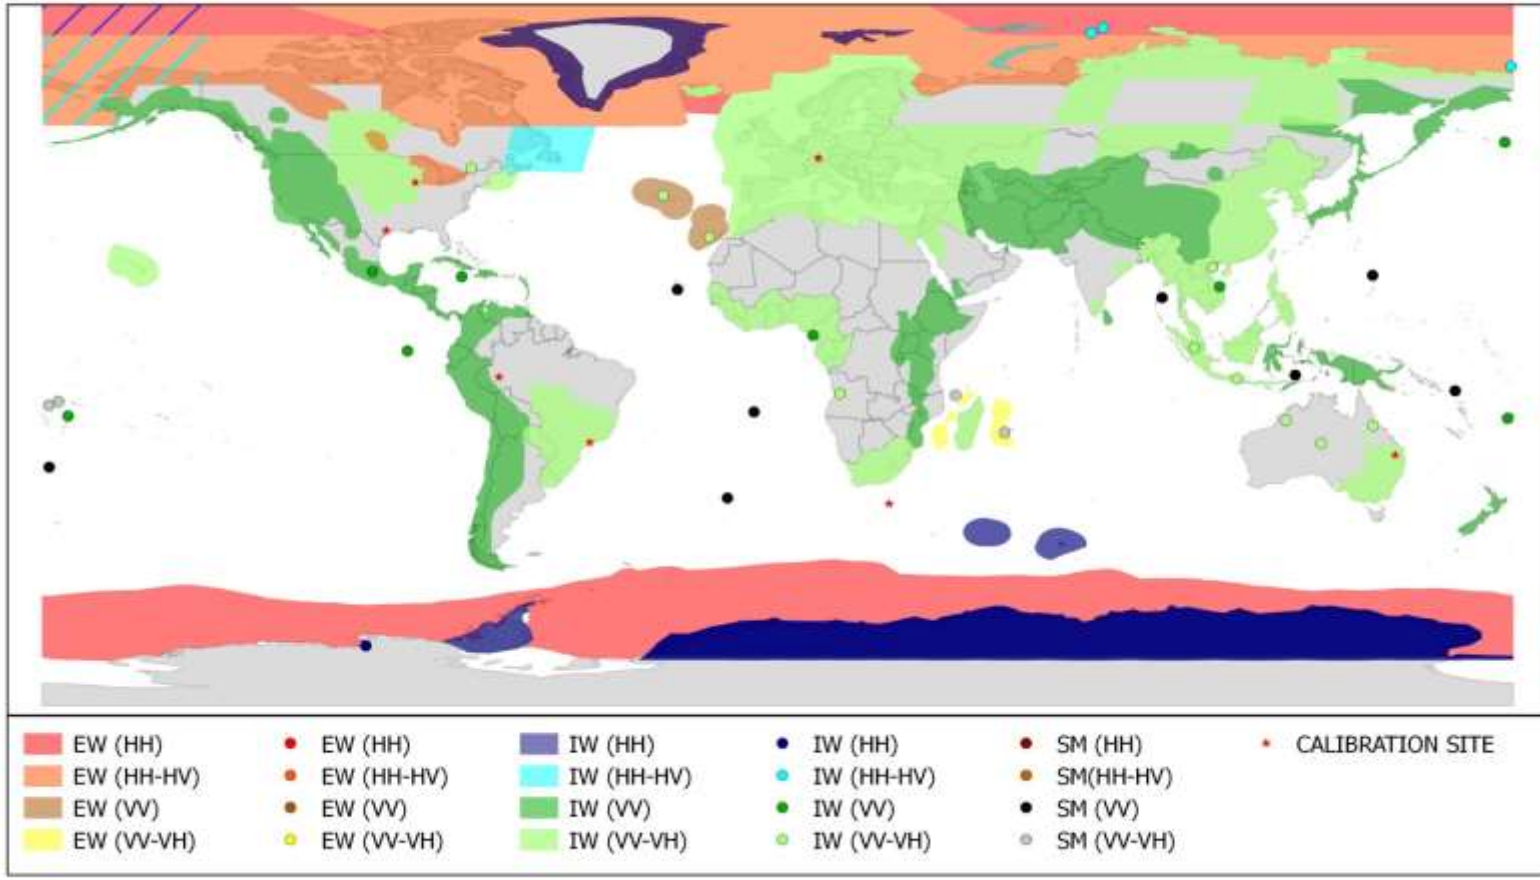 EW (HH) EW (HH) IW (HH) IW (HH) SM (HH) CALIBRATION SITE
EW (HH-HV) EW (HH-HV) IW (HH-HV) IW (HH-HV) SM(HH-HV)
EW (VV) EW (VV) IW (VV) IW (VV) SM (VV)
EW (VV-VH) EW (VV-VH) IW (VV-VH) IW (VV-VH) SM (VV-VH)